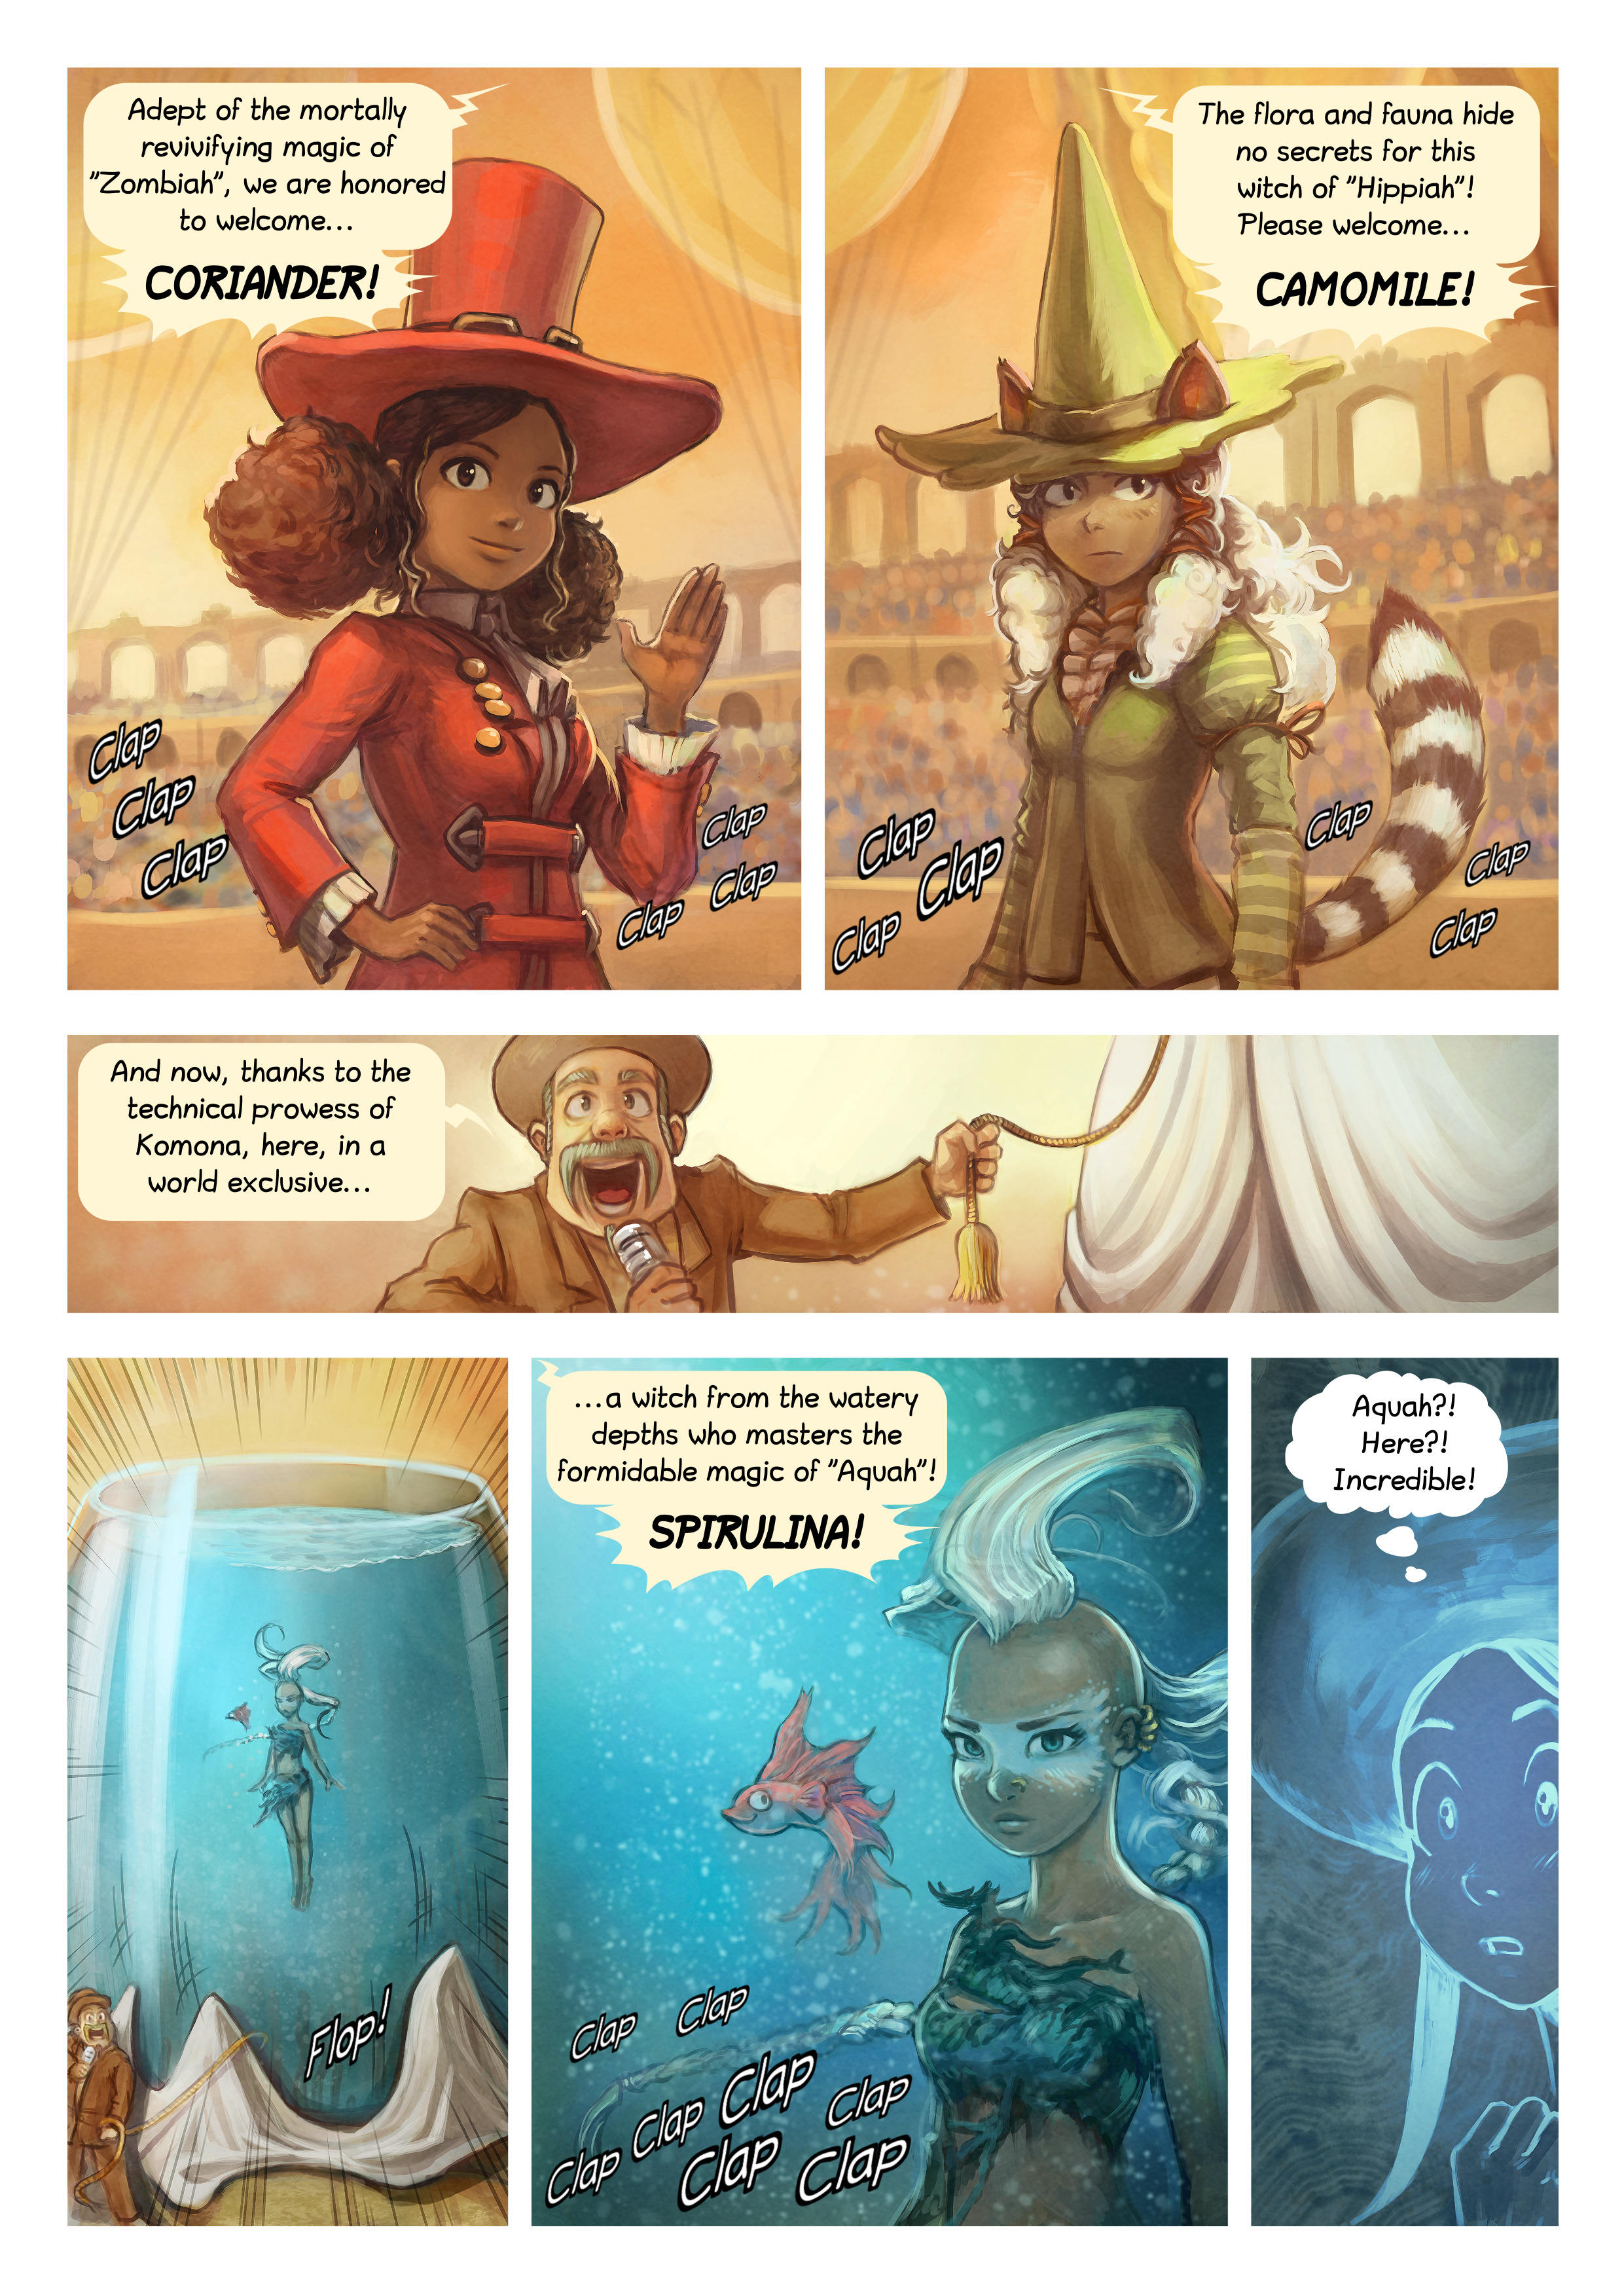 Adept of the mortally
revivifying magic of
"Zombiah", we are honored
to welcome...
CORIANDER!
Clap
Clap
Clap
Clap
Clap
Clap
The flora and fauna hide
no secrets for this
witch of "Hippiah"!
Please welcome...
CAMOMILE!
Clap
Clap
Clap
Clap
Clap
Clap
And now, thanks to the
technical prowess of
Komona, here, in a
world exclusive...
Flop!
...a witch from the watery
depths who masters the
formidable magic of "Aquah"!
SPIRULINA!
Clap
Clap
Clap
Clap
Clap
Clap
Clap
Clap
Aquah?!
Here?!
Incredible!